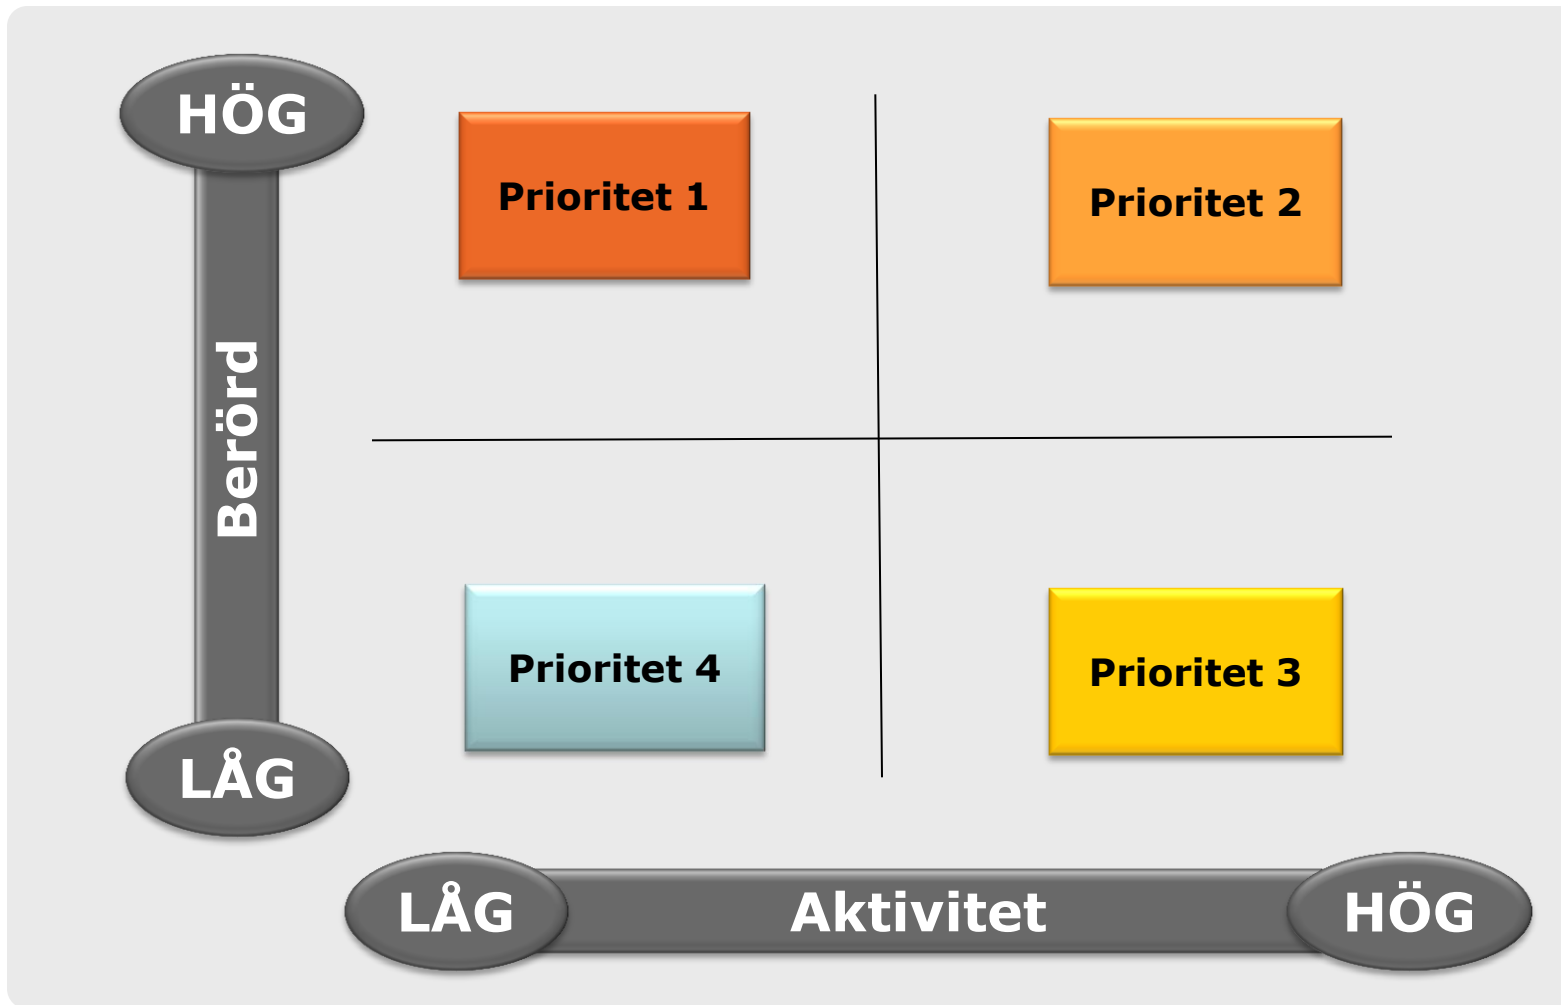 HÖG
Prioritet 1
Prioritet 2
Berörd
Prioritet 4
Prioritet 3
LÅG
LÅG
Aktivitet
HÖG